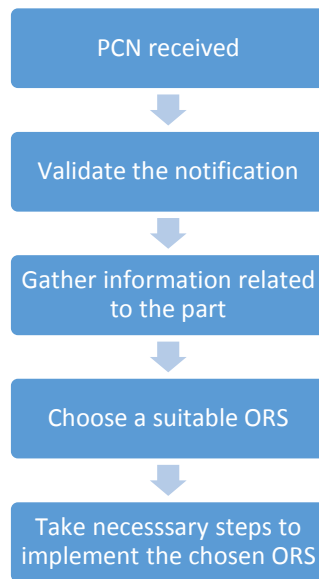 PCN received
Validate the notification
Gather information related
to the part
Choose a suitable ORS
Take necesssary steps to
implement the chosen ORS